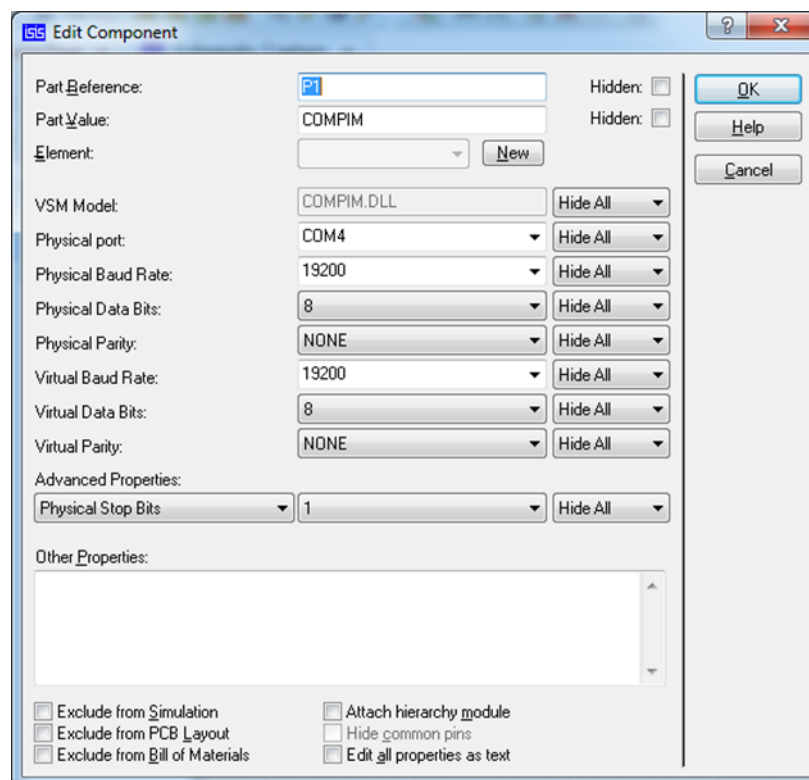 ISIS Edit Component
Part Reference: P1 Hidden:
Part Value: COMPIM Hidden:
Element: New
VSM Model: COMPIM.DLL Hide All
Physical port: COM4 Hide All
Physical Baud Rate: 19200 Hide All
Physical Data Bits: 8 Hide All
Physical Parity: NONE Hide All
Virtual Baud Rate: 19200 Hide All
Virtual Data Bits: 8 Hide All
Virtual Parity: NONE Hide All
Advanced Properties:
Physical Stop Bits 1 Hide All
Other Properties:
Exclude from Simulation Attach hierarchy module
Exclude from PCB Layout Hide common pins
Exclude from Bill of Materials Edit all properties as text
OK
Help
Cancel